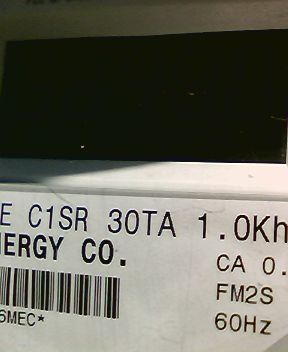 E C1SR 30TA 1.0Kh
NERGY CO.
CA 0.
FM2S
6MEC*
60Hz